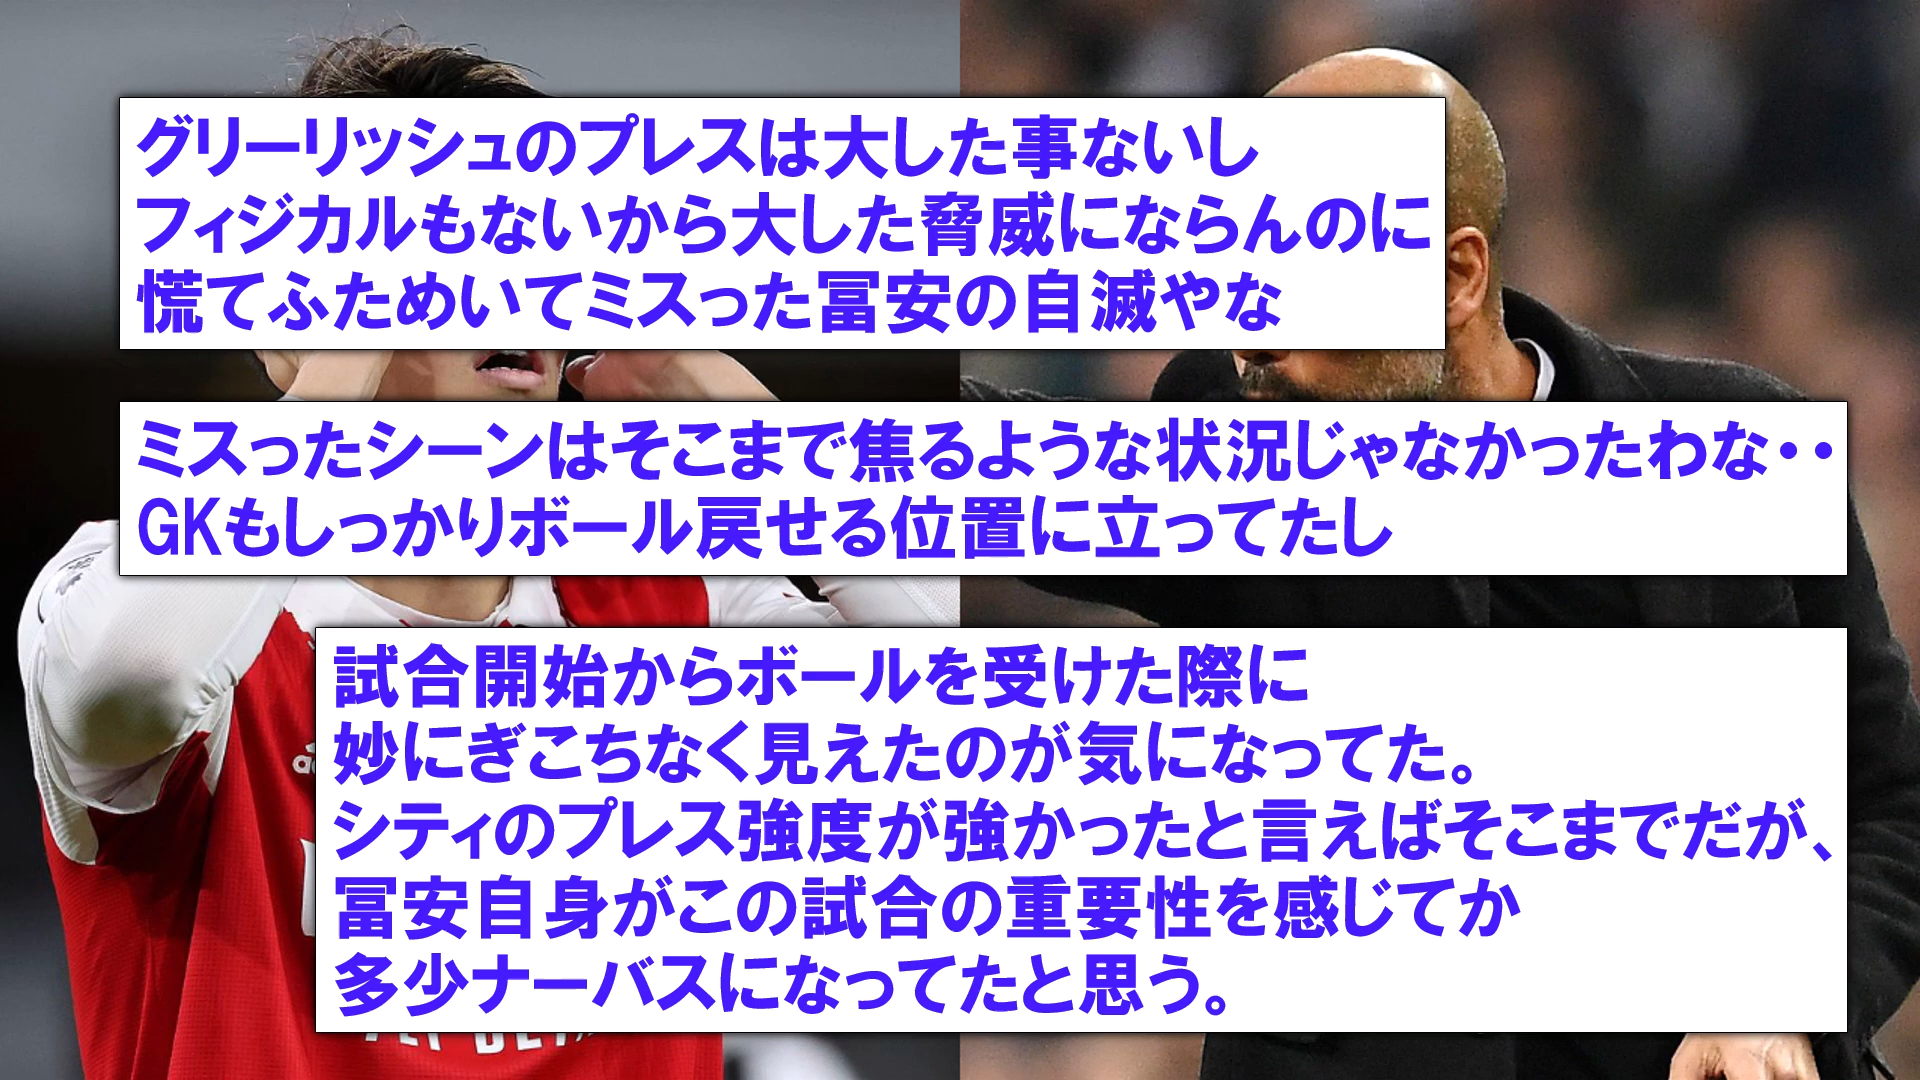 グリーリッシュのプレスは大した事ないし
フィジカルもないから大した脅威にならんのに
慌てふためいてミスった冨安の自滅やな
ミスったシーンはそこまで焦るような状況じゃなかったわな・・
GKもしっかりボール戻せる位置に立ってたし
試合開始からボールを受けた際に
妙にぎこちなく見えたのが気になってた。
シティのプレス強度が強かったと言えばそこまでだが、
冨安自身がこの試合の重要性を感じてか
多少ナーバスになってたと思う。